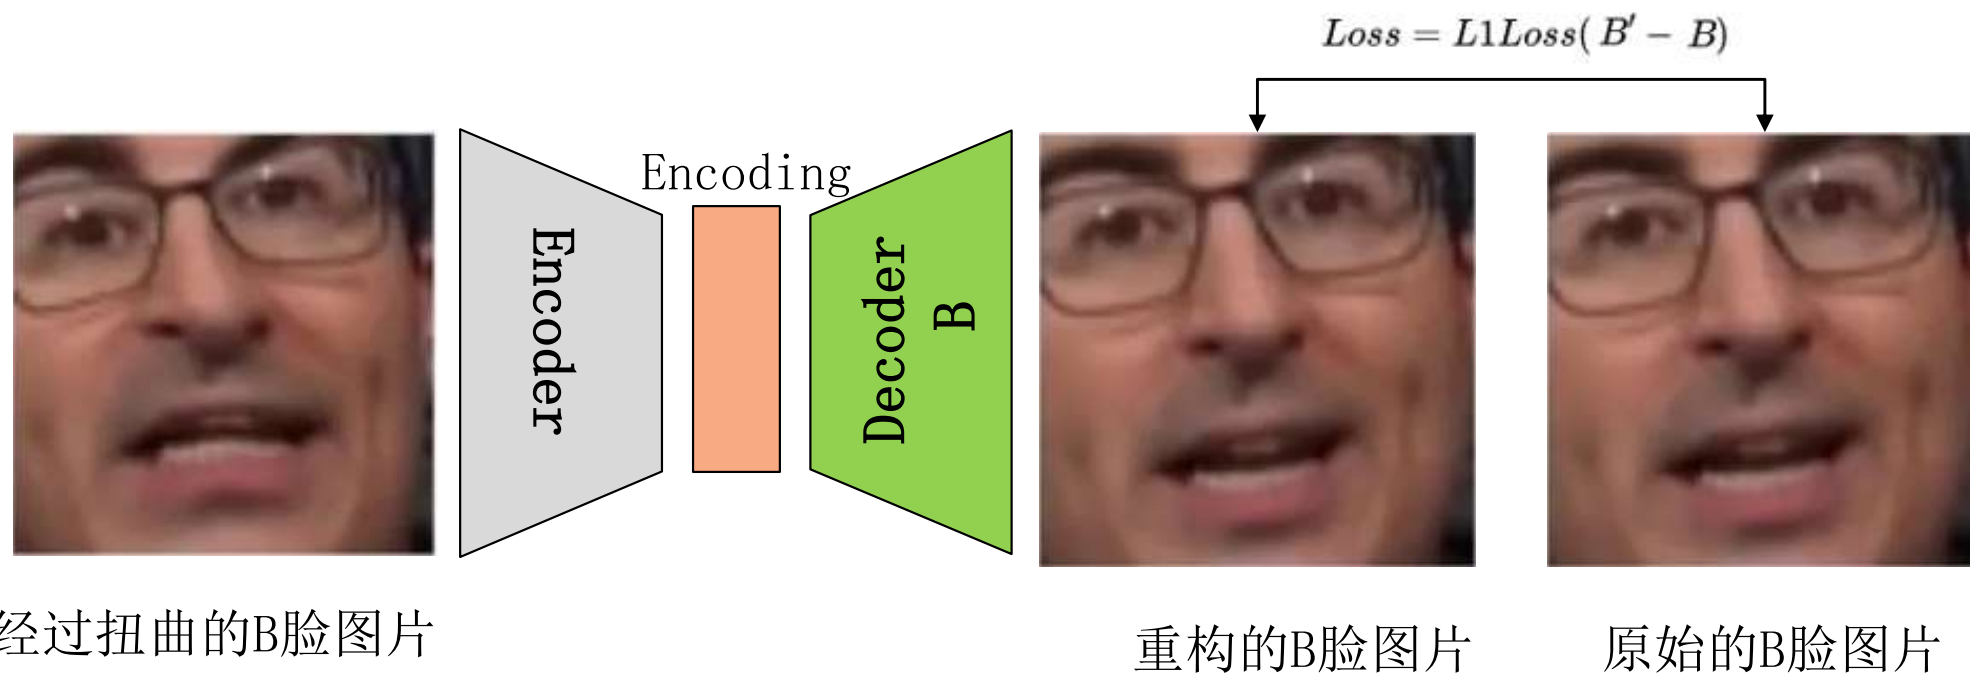 Loss = L1Loss( B′ − B)
Encoding
Encoder
Decoder
B
经过扭曲的B脸图片
重构的B脸图片
原始的B脸图片